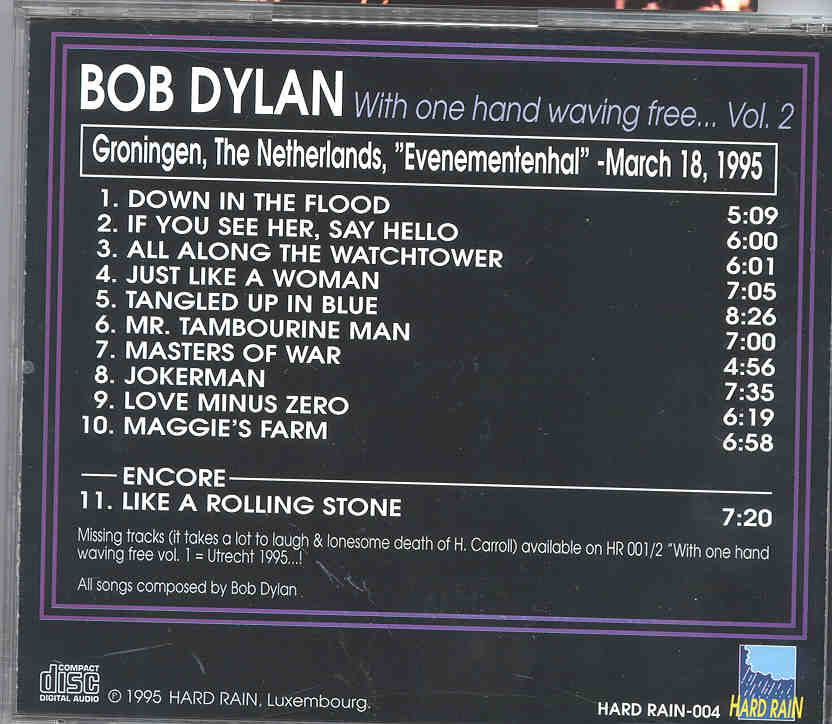 BOB DYLAN With one hand waving free... Vol. 2
Groningen, The Netherlands, "Evenementenhal" -March 18, 1995
1. DOWN IN THE FLOOD 5:09
2. IF YOU SEE HER, SAY HELLO 6:00
3. ALL ALONG THE WATCHTOWER 6:01
4. JUST LIKE A WOMAN 7:05
5. TANGLED UP IN BLUE 8:26
6. MR. TAMBOURINE MAN 7:00
7. MASTERS OF WAR 4:56
8. JOKERMAN 7:35
9. LOVE MINUS ZERO 6:19
10. MAGGIE'S FARM 6:58
ENCORE
11. LIKE A ROLLING STONE 7:20
Missing tracks (it takes a lot to laugh & lonesome death of H. Carroll) available on HR 001/2 "With one hand
waving free vol. 1 = Utrecht 1995...!
All songs composed by Bob Dylan
COMPACT
disc
DIGITAL AUDIO
℗ 1995 HARD RAIN, Luxembourg.
HARD RAIN-004
HARD RAIN